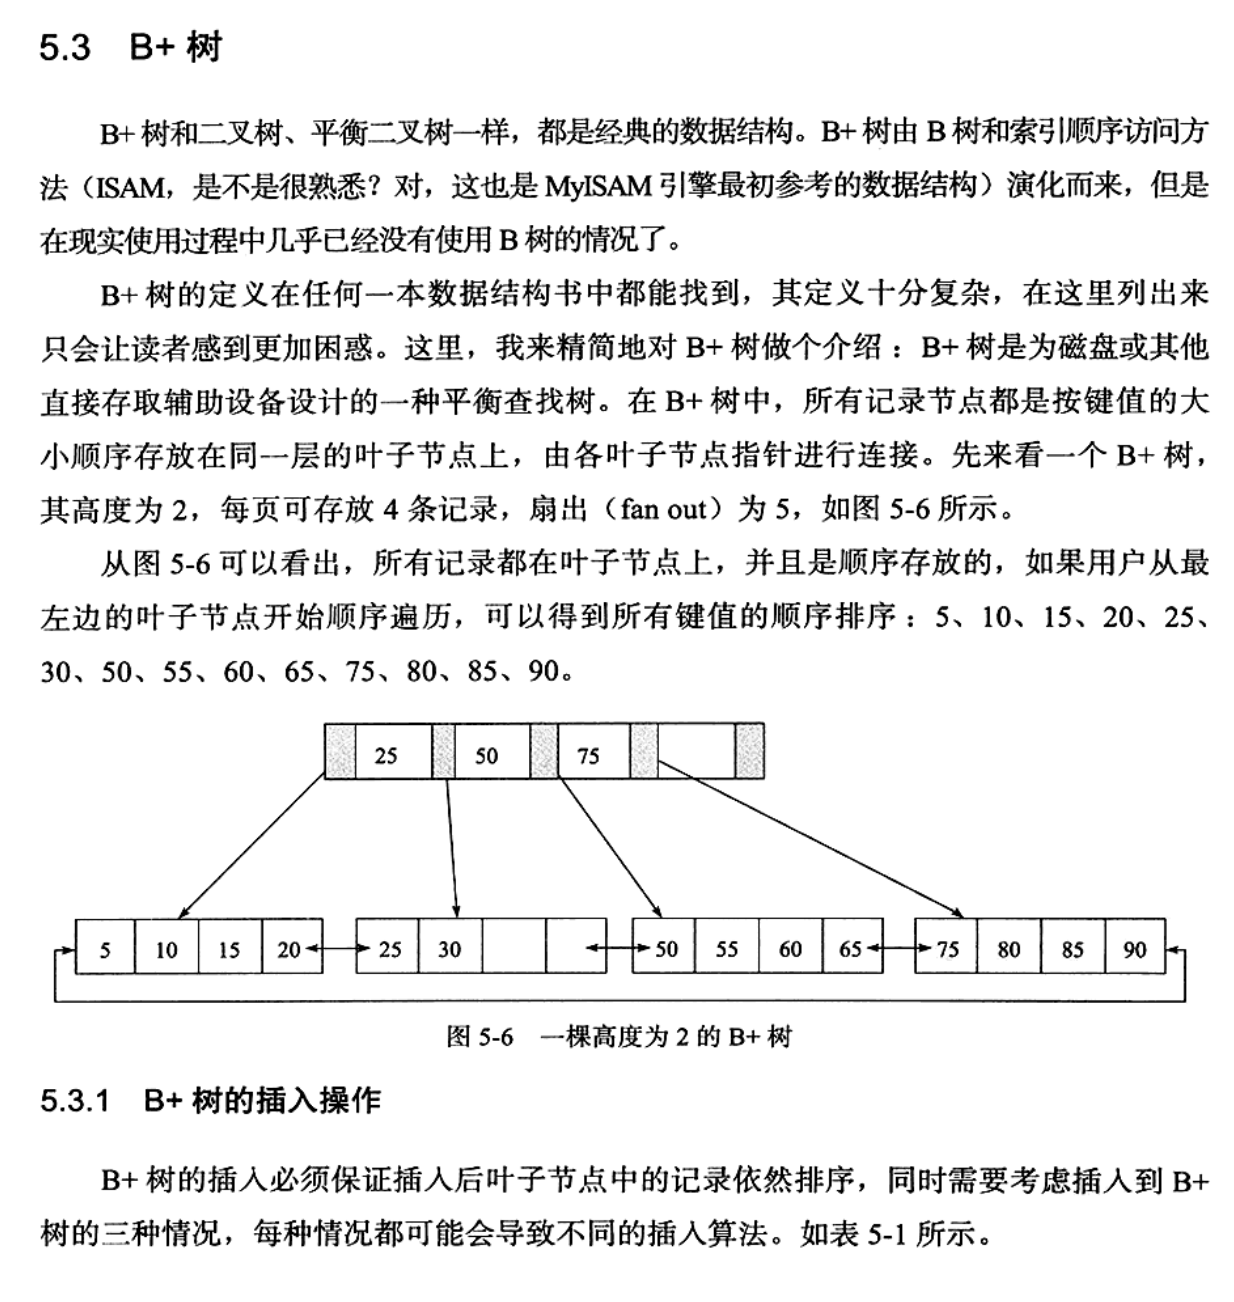 5.3 B+ 树
B+ 树和二叉树、平衡二叉树一样，都是经典的数据结构。B+ 树由 B 树和索引顺序访问方
法（ISAM，是不是很熟悉？对，这也是 MyISAM 引擎最初参考的数据结构）演化而来，但是
在现实使用过程中几乎已经没有使用 B 树的情况了。
B+ 树的定义在任何一本数据结构书中都能找到，其定义十分复杂，在这里列出来
只会让读者感到更加困惑。这里，我来精简地对 B+ 树做个介绍：B+ 树是为磁盘或其他
直接存取辅助设备设计的一种平衡查找树。在 B+ 树中，所有记录节点都是按键值的大
小顺序存放在同一层的叶子节点上，由各叶子节点指针进行连接。先来看一个 B+ 树，
其高度为 2，每页可存放 4 条记录，扇出（fan out）为 5，如图 5-6 所示。
从图 5-6 可以看出，所有记录都在叶子节点上，并且是顺序存放的，如果用户从最
左边的叶子节点开始顺序遍历，可以得到所有键值的顺序排序：5、10、15、20、25、
30、50、55、60、65、75、80、85、90。
25 50 75
5 10 15 20 25 30 50 55 60 65 75 80 85 90
图 5-6 一棵高度为 2 的 B+ 树
5.3.1 B+ 树的插入操作
B+ 树的插入必须保证插入后叶子节点中的记录依然排序，同时需要考虑插入到 B+
树的三种情况，每种情况都可能会导致不同的插入算法。如表 5-1 所示。